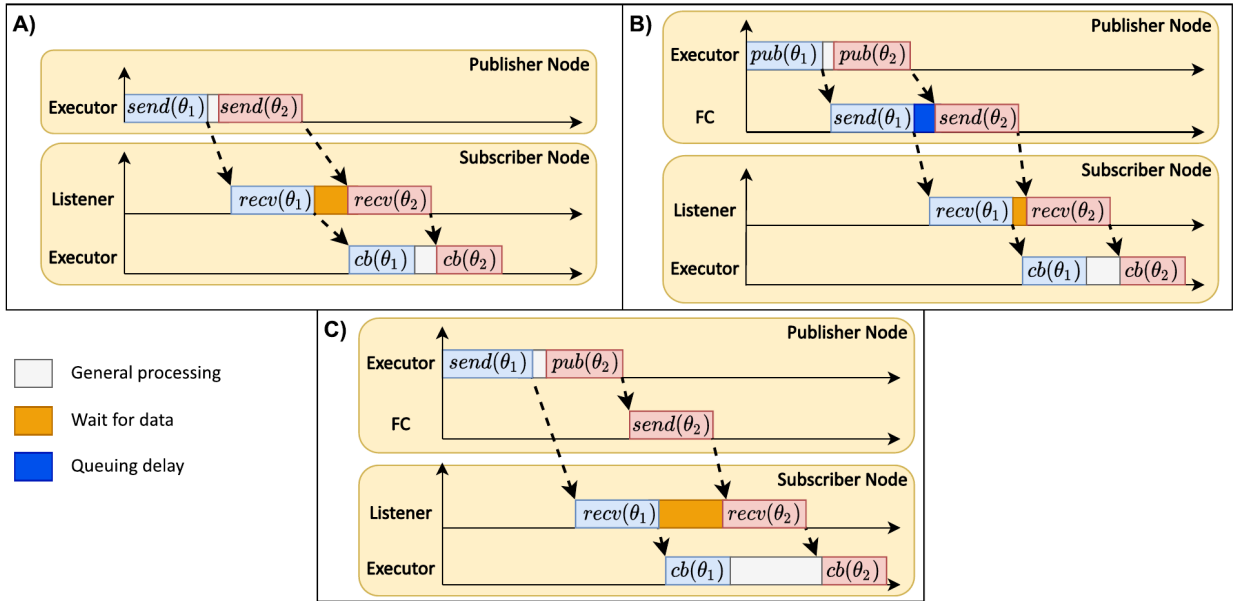 A)
Publisher Node
Executor
send(θ₁)
send(θ₂)
Subscriber Node
Listener
recv(θ₁)
recv(θ₂)
Executor
cb(θ₁)
cb(θ₂)
B)
Publisher Node
Executor
pub(θ₁)
pub(θ₂)
FC
send(θ₁)
send(θ₂)
Subscriber Node
Listener
recv(θ₁)
recv(θ₂)
Executor
cb(θ₁)
cb(θ₂)
C)
Publisher Node
Executor
send(θ₁)
pub(θ₂)
FC
send(θ₂)
Subscriber Node
Listener
recv(θ₁)
recv(θ₂)
Executor
cb(θ₁)
cb(θ₂)
General processing
Wait for data
Queuing delay